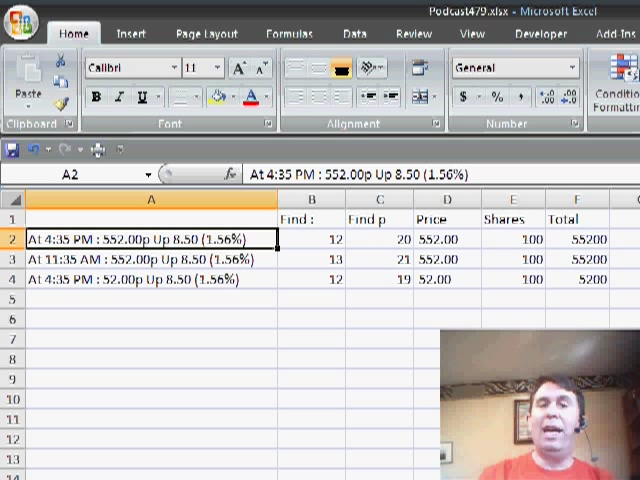 Podcast479.xlsx - Microsoft Excel
Home Insert Page Layout Formulas Data Review View Developer Add-Ins
Calibri 11 A A General
Paste B I U $ % , .00 .00 Conditio
Formatting
Clipboard Font Alignment Number
A2 fx At 4:35 PM : 552.00p Up 8.50 (1.56%)
A B C D E F
1 Find : Find p Price Shares Total
2 At 4:35 PM : 552.00p Up 8.50 (1.56%) 12 20 552.00 100 55200
3 At 11:35 AM : 552.00p Up 8.50 (1.56%) 13 21 552.00 100 55200
4 At 4:35 PM : 52.00p Up 8.50 (1.56%) 12 19 52.00 100 5200
5
6
7
8
9
10
11
12
13
14